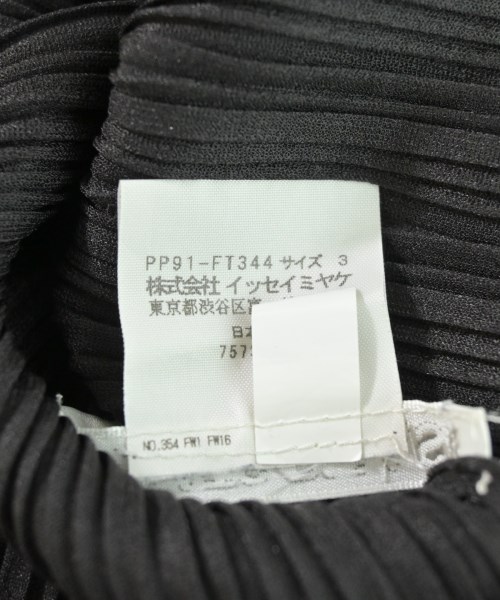 PP91-FT344 サイズ 3
株式会社 イッセイミヤケ
東京都渋谷区
日
757
NO.354 FW1 FW16